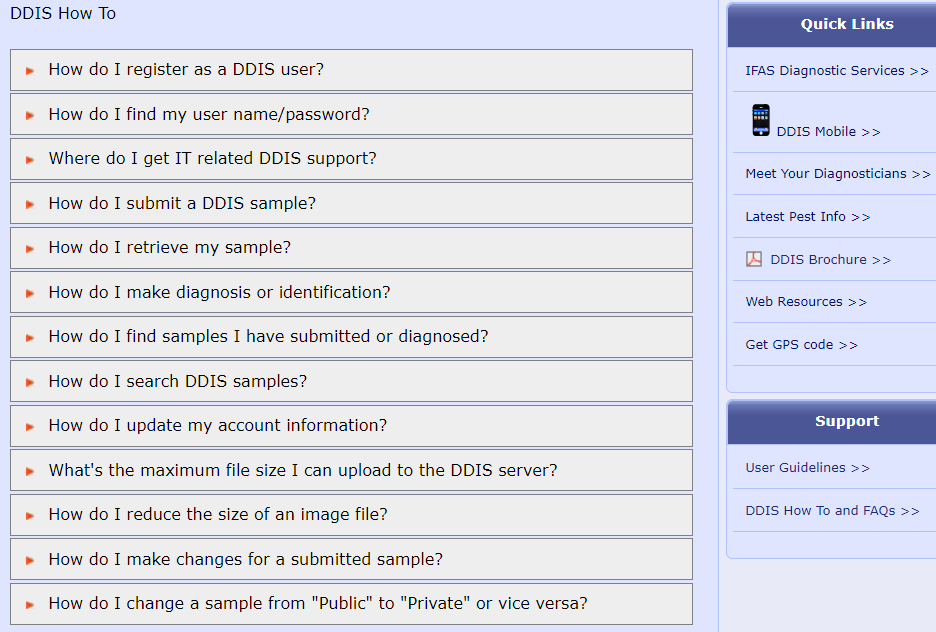 DDIS How To
How do I register as a DDIS user?
How do I find my user name/password?
Where do I get IT related DDIS support?
How do I submit a DDIS sample?
How do I retrieve my sample?
How do I make diagnosis or identification?
How do I find samples I have submitted or diagnosed?
How do I search DDIS samples?
How do I update my account information?
What's the maximum file size I can upload to the DDIS server?
How do I reduce the size of an image file?
How do I make changes for a submitted sample?
How do I change a sample from "Public" to "Private" or vice versa?
Quick Links
IFAS Diagnostic Services >>
DDIS Mobile >>
Meet Your Diagnosticians >>
Latest Pest Info >>
DDIS Brochure >>
Web Resources >>
Get GPS code >>
Support
User Guidelines >>
DDIS How To and FAQs >>